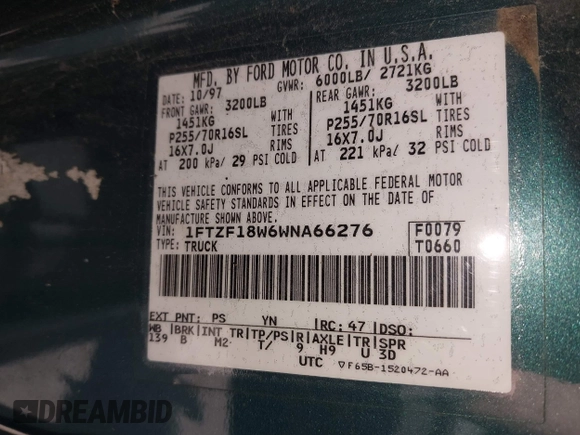 MFD. BY FORD MOTOR CO. IN U.S.A.
DATE: 10/97 GVWR: 6000LB/ 2721KG
FRONT GAWR: 3200LB REAR GAWR: 3200LB
1451KG WITH 1451KG WITH
P255/70R16SL TIRES P255/70R16SL TIRES
16X7.0J RIMS 16X7.0J RIMS
AT 200 kPa/ 29 PSI COLD AT 221 kPa/ 32 PSI COLD
THIS VEHICLE CONFORMS TO ALL APPLICABLE FEDERAL MOTOR
VEHICLE SAFETY STANDARDS IN EFFECT ON THE DATE OF
MANUFACTURE SHOWN ABOVE.
VIN: 1FTZF18W6WNA66276 F0079
TYPE: TRUCK T0660
EXT PNT: PS YN RC: 47 DSO:
WB BRK INT TR TP/PS R AXLE TR SPR
139 B M2 T/ 9 H9 U 3D
UTC ▽F65B-1520472-AA
DREAMBID